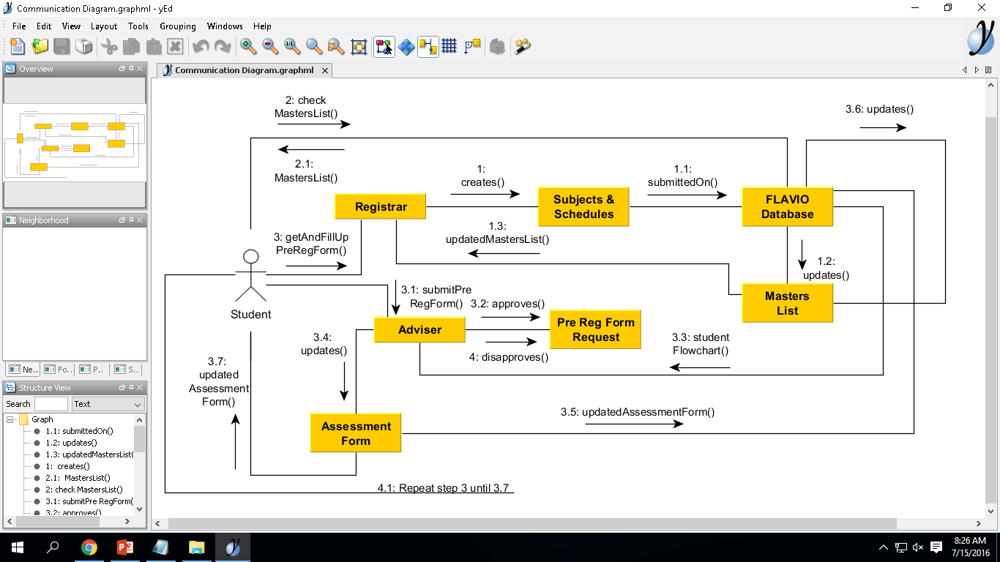 Communication Diagram.graphml - yEd
File Edit View Layout Tools Grouping Windows Help
Overview
Communication Diagram.graphml
2: check
MastersList()
2.1:
MastersList()
3.6: updates()
1:
creates()
1.1:
submittedOn()
Registrar
Subjects &
Schedules
FLAVIO
Database
1.3:
updatedMastersList()
1.2:
updates()
3: getAndFillUp
PreRegForm()
Student
3.1: submitPre
RegForm()
3.2: approves()
Masters
List
Adviser
Pre Reg Form
Request
4: disapproves()
3.4:
updates()
3.3: student
Flowchart()
3.7:
updated
Assessment
Form()
Assessment
Form
3.5: updatedAssessmentForm()
4.1: Repeat step 3 until 3.7
Neighborhood
Ne.. Fo.. P.. S..
Structure View
Search Text
Graph
1.1: submittedOn()
1.2: updates()
1.3: updatedMastersList(
1: creates()
2.1: MastersList()
2: check MastersList()
3.1: submitPre RegForm(
3.2: approves()
8:26 AM
7/15/2016